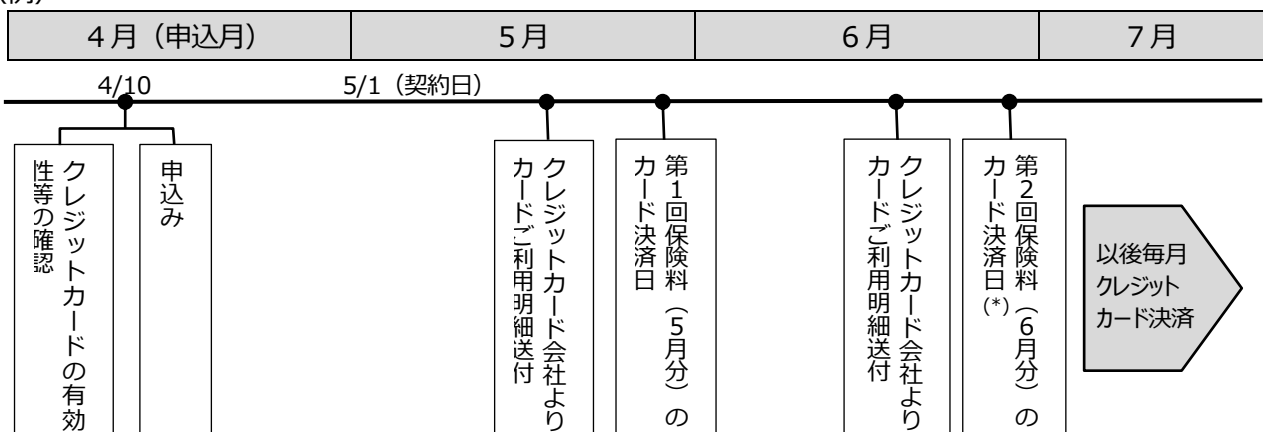 （例）
４月（申込月）
５月
６月
７月
4/10
5/1（契約日）
クレジットカードの有効
性等の確認
申込み
クレジットカード会社より
カードご利用明細送付
第１回保険料（５月分）の
カード決済日
クレジットカード会社より
カードご利用明細送付
第２回保険料（６月分）の
カード決済日(*)
以後毎月
クレジット
カード決済